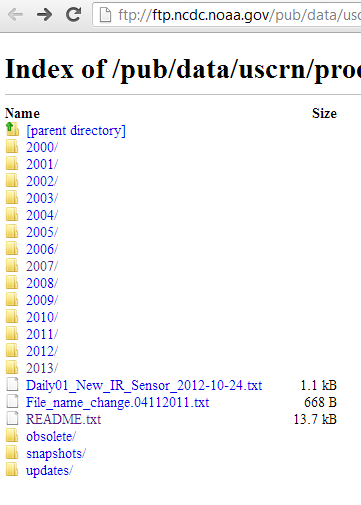 ftp://ftp.ncdc.noaa.gov/pub/data/usc
Index of /pub/data/uscrn/pro
Name Size
[parent directory]
2000/
2001/
2002/
2003/
2004/
2005/
2006/
2007/
2008/
2009/
2010/
2011/
2012/
2013/
Daily01_New_IR_Sensor_2012-10-24.txt 1.1 kB
File_name_change.04112011.txt 668 B
README.txt 13.7 kB
obsolete/
snapshots/
updates/